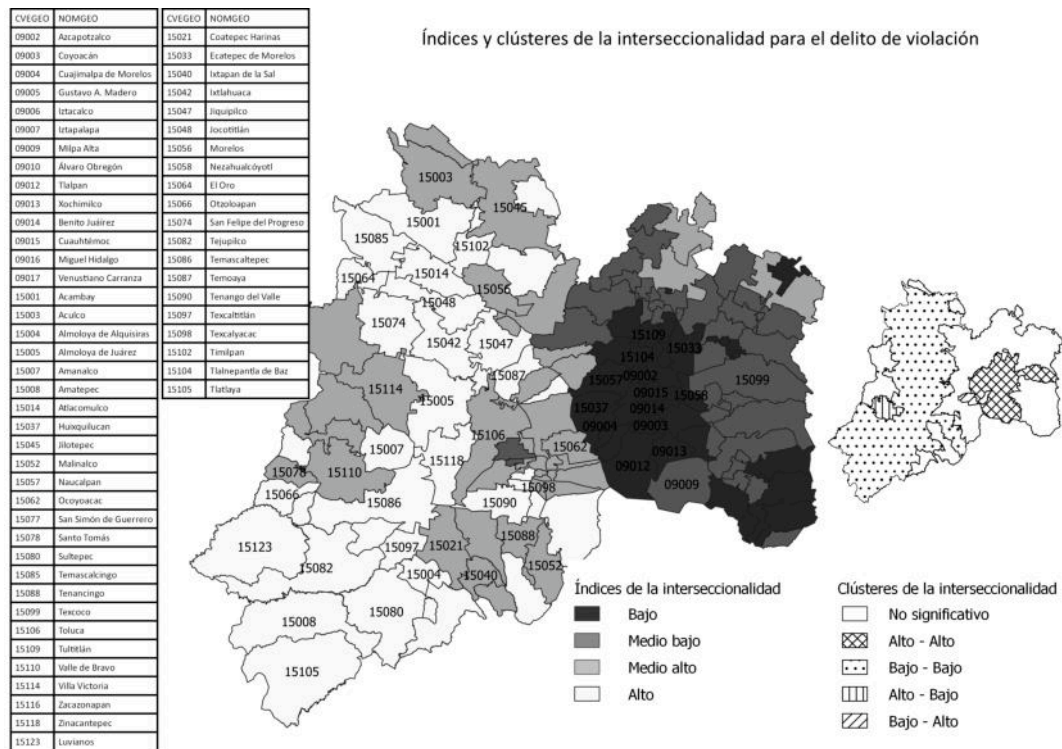 Índices y clústeres de la interseccionalidad para el delito de violación
CVEGEO NOMGEO
09002 Azcapotzalco
09003 Coyoacán
09004 Cuajimalpa de Morelos
09005 Gustavo A. Madero
09006 Iztacalco
09007 Iztapalapa
09009 Milpa Alta
09010 Álvaro Obregón
09012 Tlalpan
09013 Xochimilco
09014 Benito Juáirez
09015 Cuauhtémoc
09016 Miguel Hidalgo
09017 Venustiano Carranza
15001 Acambay
15003 Aculco
15004 Almoloya de Alquisiras
15005 Almoloya de Juárez
15007 Amanalco
15008 Amatepec
15014 Atlacomulco
15037 Huixquilucan
15045 Jilotepec
15052 Malinalco
15057 Naucalpan
15062 Ocoyoacac
15077 San Simón de Guerrero
15078 Santo Tomás
15080 Sultepec
15085 Temascalcingo
15088 Tenancingo
15099 Texcoco
15106 Toluca
15109 Tultitlán
15110 Valle de Bravo
15114 Villa Victoria
15116 Zacazonapan
15118 Zinacantepec
15123 Luvianos
CVEGEO NOMGEO
15021 Coatepec Harinas
15033 Ecatepec de Morelos
15040 Ixtapan de la Sal
15042 Ixtlahuaca
15047 Jiquipilco
15048 Jocotitlán
15056 Morelos
15058 Nezahualcóyotl
15064 El Oro
15066 Otzoloapan
15074 San Felipe del Progreso
15082 Tejupilco
15086 Temascaltepec
15087 Temoaya
15090 Tenango del Valle
15097 Texcaltitlán
15098 Texcalyacac
15102 Timilpan
15104 Tlalnepantla de Baz
15105 Tlatlaya
15003
15045
15001
15085
15102
15064
15014
15056
15048
15074
15042
15047
15087
15114
15005
15106
15007
15062
15118
15078
15110
15098
15066
15086
15090
15088
15123
15097
15021
15052
15082
15004
15040
15008
15080
15105
15109
15104
15033
15057
09002
15099
09015
15058
15037
09014
09004
09003
09013
09012
09009
Índices de la interseccionalidad
Bajo
Medio bajo
Medio alto
Alto
Clústeres de la interseccionalidad
No significativo
Alto - Alto
Bajo - Bajo
Alto - Bajo
Bajo - Alto